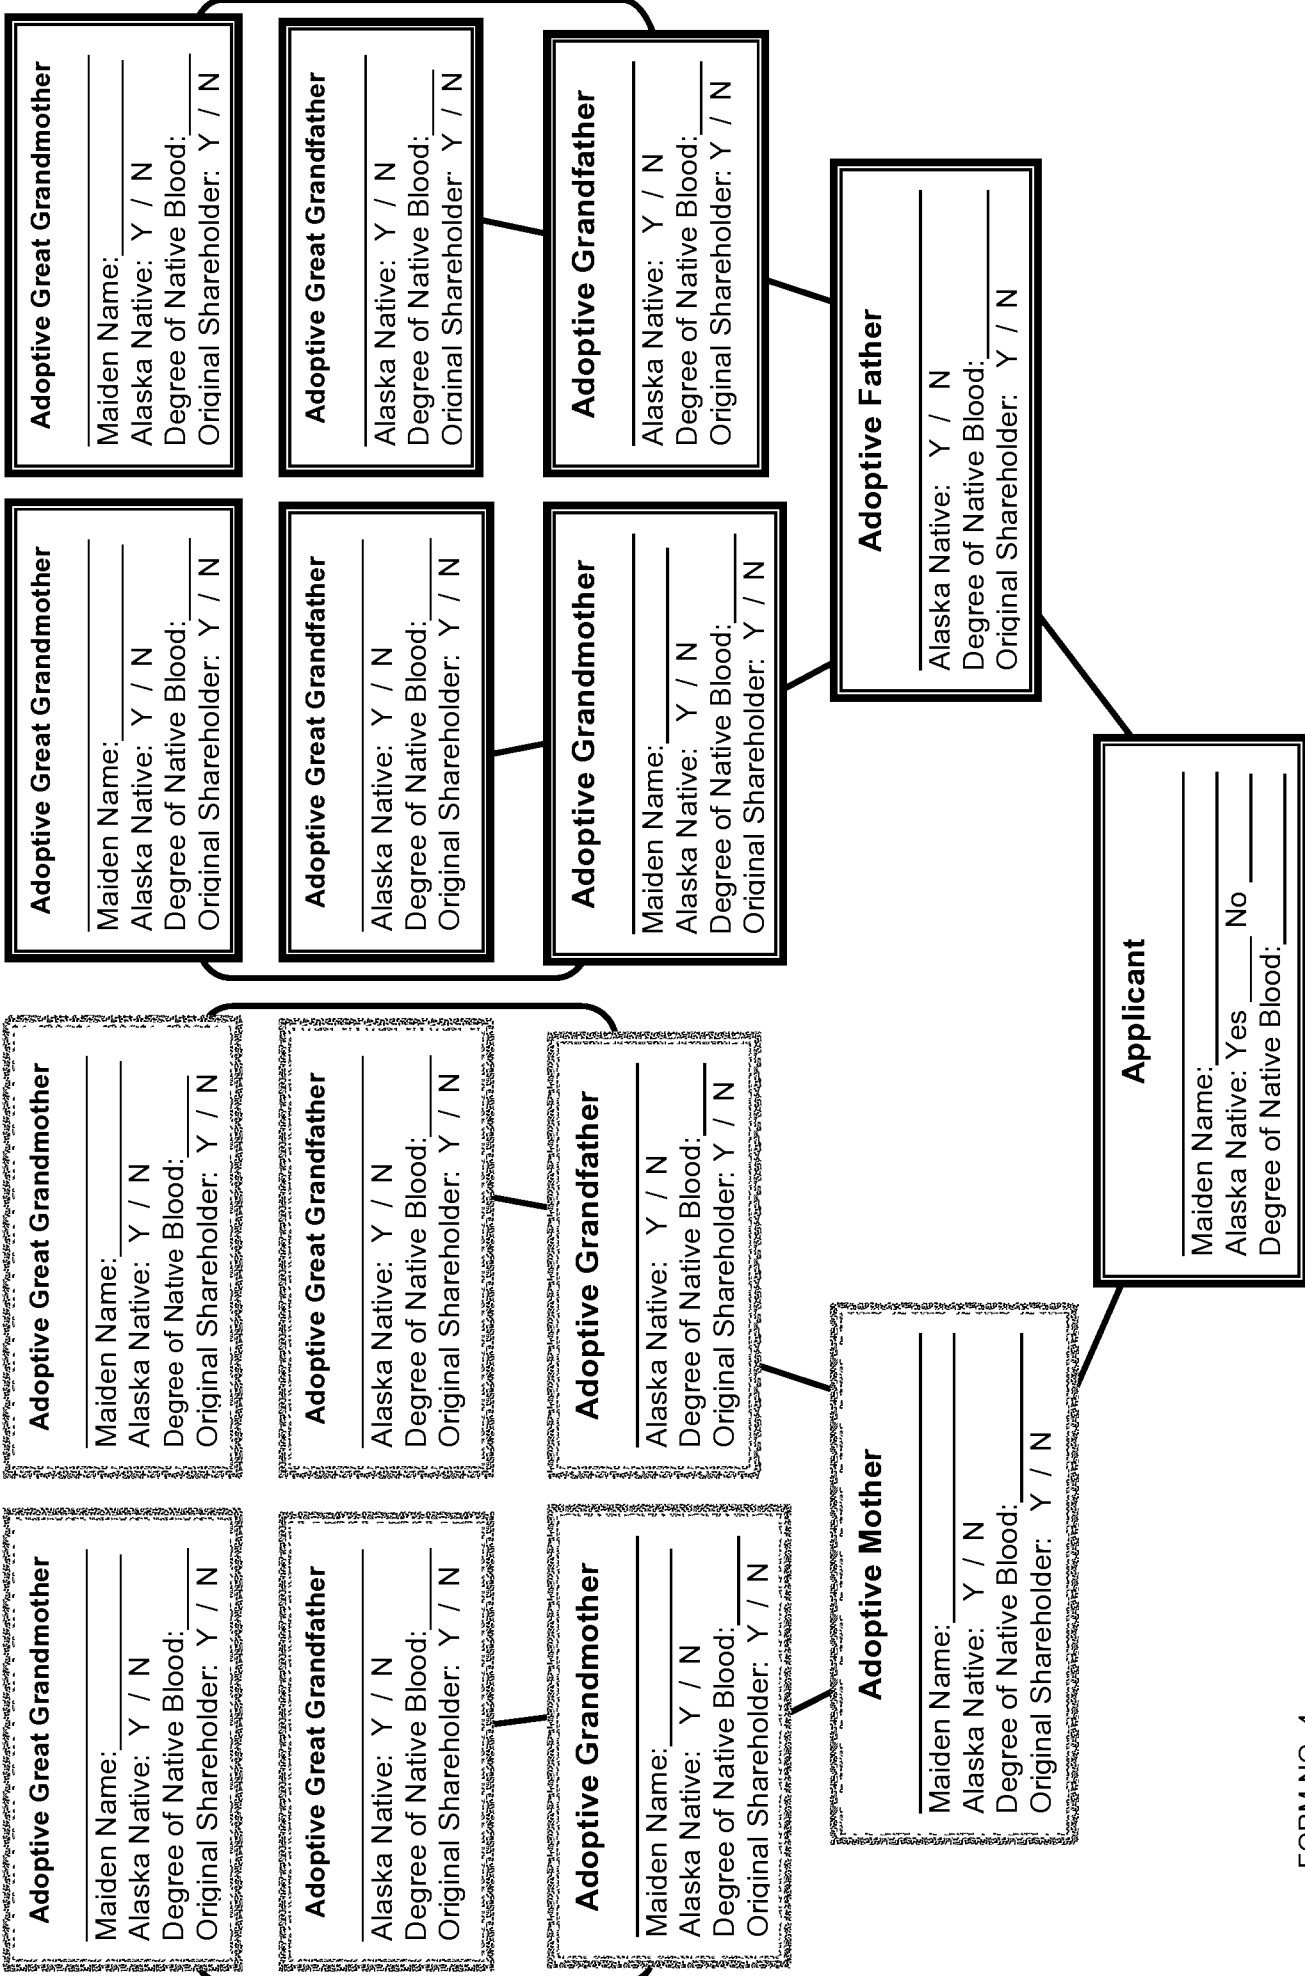 Adoptive Great Grandmother
Maiden Name:
Alaska Native: Y / N
Degree of Native Blood:
Original Shareholder: Y / N
Adoptive Great Grandmother
Maiden Name:
Alaska Native: Y / N
Degree of Native Blood:
Original Shareholder: Y / N
Adoptive Great Grandmother
Maiden Name:
Alaska Native: Y / N
Degree of Native Blood:
Original Shareholder: Y / N
Adoptive Great Grandmother
Maiden Name:
Alaska Native: Y / N
Degree of Native Blood:
Original Shareholder: Y / N
Adoptive Great Grandfather
Alaska Native: Y / N
Degree of Native Blood:
Original Shareholder: Y / N
Adoptive Great Grandfather
Alaska Native: Y / N
Degree of Native Blood:
Original Shareholder: Y / N
Adoptive Great Grandfather
Alaska Native: Y / N
Degree of Native Blood:
Original Shareholder: Y / N
Adoptive Great Grandfather
Alaska Native: Y / N
Degree of Native Blood:
Original Shareholder: Y / N
Adoptive Grandmother
Maiden Name:
Alaska Native: Y / N
Degree of Native Blood:
Original Shareholder: Y / N
Adoptive Grandfather
Alaska Native: Y / N
Degree of Native Blood:
Original Shareholder: Y / N
Adoptive Grandmother
Maiden Name:
Alaska Native: Y / N
Degree of Native Blood:
Original Shareholder: Y / N
Adoptive Grandfather
Alaska Native: Y / N
Degree of Native Blood:
Original Shareholder: Y / N
Adoptive Mother
Maiden Name:
Alaska Native: Y / N
Degree of Native Blood:
Original Shareholder: Y / N
Adoptive Father
Alaska Native: Y / N
Degree of Native Blood:
Original Shareholder: Y / N
Applicant
Maiden Name:
Alaska Native: Yes No
Degree of Native Blood:
FORM NO.